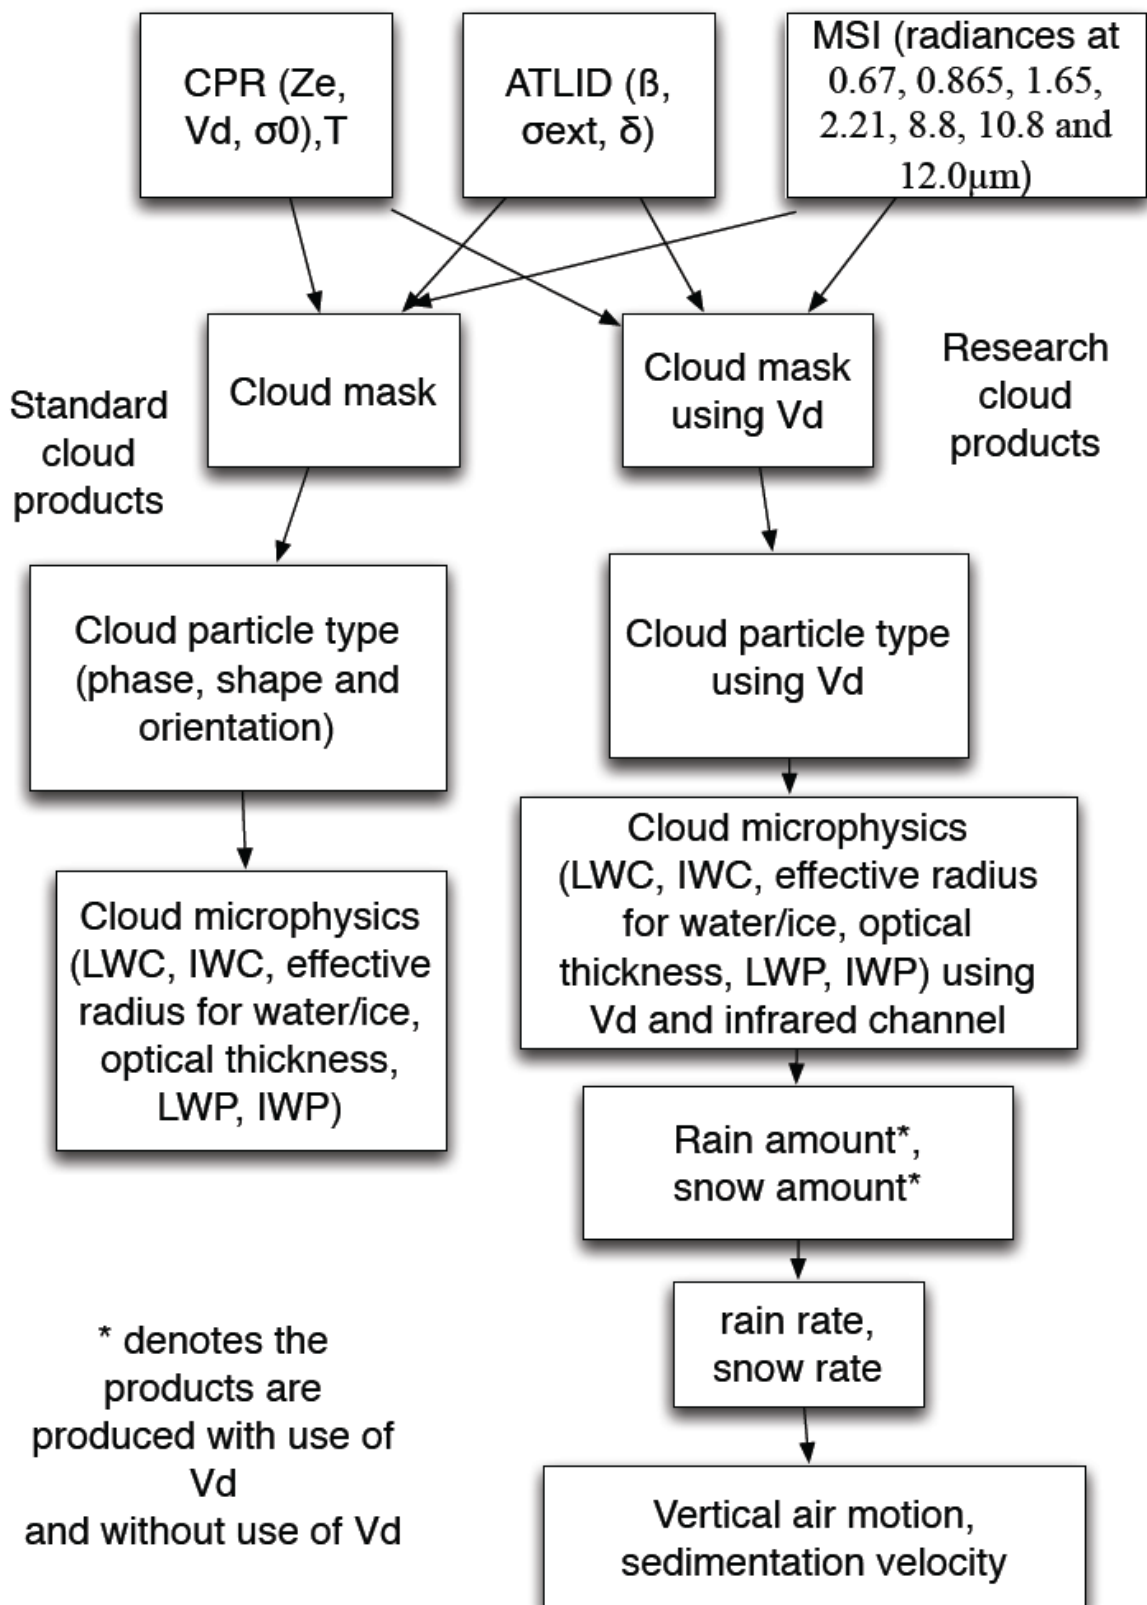 CPR (Ze,
Vd, σ0),T
ATLID (ß,
σext, δ)
MSI (radiances at
0.67, 0.865, 1.65,
2.21, 8.8, 10.8 and
12.0μm)
Cloud mask
Cloud mask
using Vd
Research
cloud
products
Standard
cloud
products
Cloud particle type
(phase, shape and
orientation)
Cloud particle type
using Vd
Cloud microphysics
(LWC, IWC, effective
radius for water/ice,
optical thickness,
LWP, IWP)
Cloud microphysics
(LWC, IWC, effective radius
for water/ice, optical
thickness, LWP, IWP) using
Vd and infrared channel
Rain amount*,
snow amount*
rain rate,
snow rate
* denotes the
products are
produced with use of
Vd
and without use of Vd
Vertical air motion,
sedimentation velocity